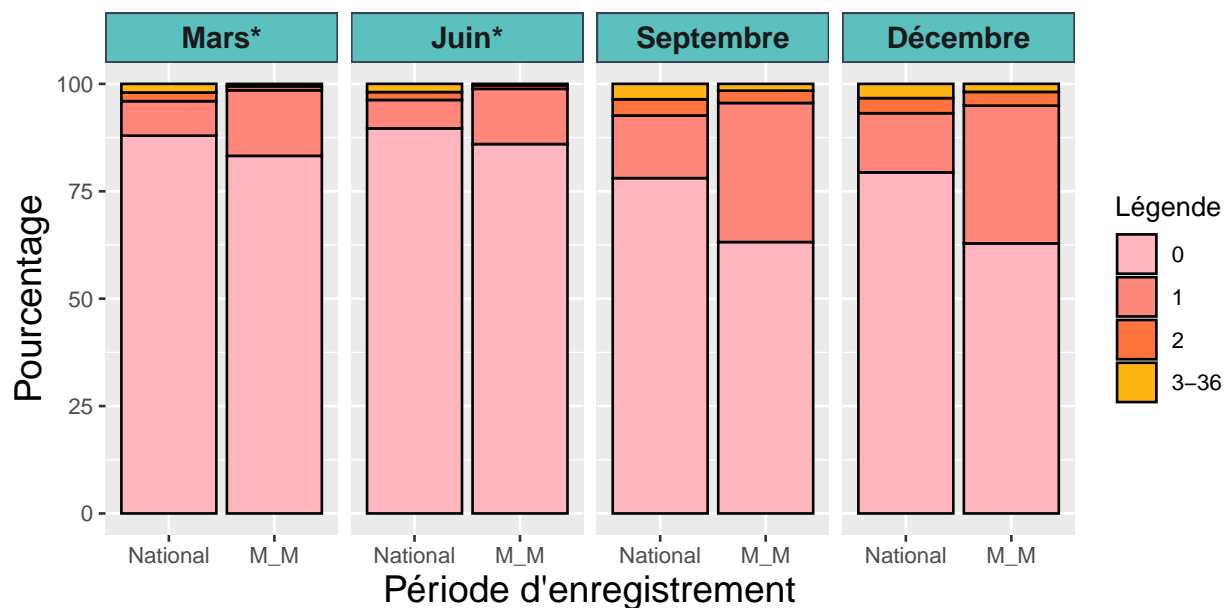 Mars* Juin* Septembre Décembre
100
75
50
25
0
Pourcentage
National M_M National M_M National M_M National M_M
Période d'enregistrement
Légende
0
1
2
3–36